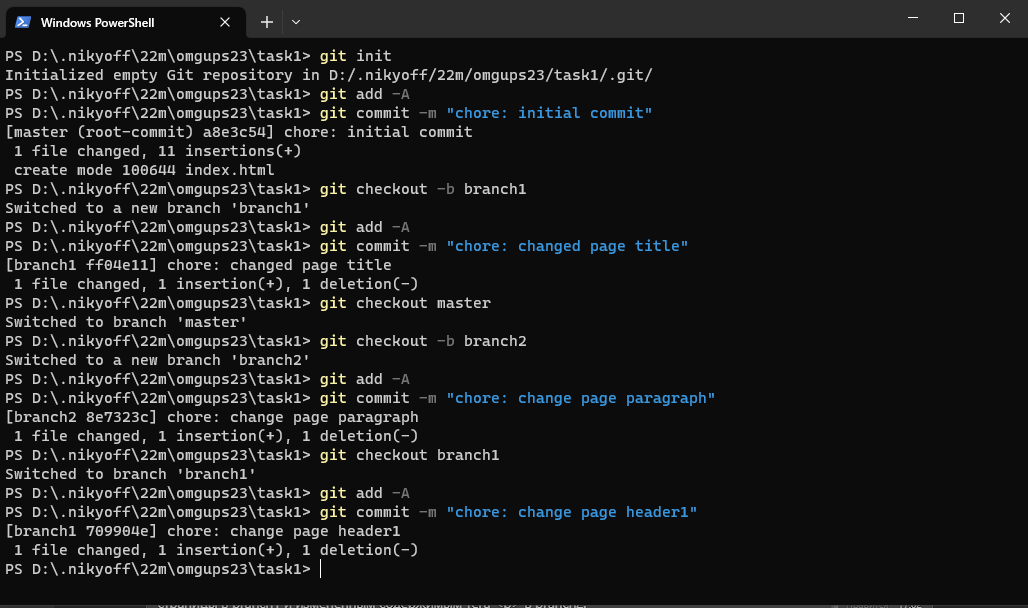 Windows PowerShell
PS D:\.nikyoff\22m\omgups23\task1> git init
Initialized empty Git repository in D:/.nikyoff/22m/omgups23/task1/.git/
PS D:\.nikyoff\22m\omgups23\task1> git add -A
PS D:\.nikyoff\22m\omgups23\task1> git commit -m "chore: initial commit"
[master (root-commit) a8e3c54] chore: initial commit
 1 file changed, 11 insertions(+)
 create mode 100644 index.html
PS D:\.nikyoff\22m\omgups23\task1> git checkout -b branch1
Switched to a new branch 'branch1'
PS D:\.nikyoff\22m\omgups23\task1> git add -A
PS D:\.nikyoff\22m\omgups23\task1> git commit -m "chore: changed page title"
[branch1 ff04e11] chore: changed page title
 1 file changed, 1 insertion(+), 1 deletion(-)
PS D:\.nikyoff\22m\omgups23\task1> git checkout master
Switched to branch 'master'
PS D:\.nikyoff\22m\omgups23\task1> git checkout -b branch2
Switched to a new branch 'branch2'
PS D:\.nikyoff\22m\omgups23\task1> git add -A
PS D:\.nikyoff\22m\omgups23\task1> git commit -m "chore: change page paragraph"
[branch2 8e7323c] chore: change page paragraph
 1 file changed, 1 insertion(+), 1 deletion(-)
PS D:\.nikyoff\22m\omgups23\task1> git checkout branch1
Switched to branch 'branch1'
PS D:\.nikyoff\22m\omgups23\task1> git add -A
PS D:\.nikyoff\22m\omgups23\task1> git commit -m "chore: change page header1"
[branch1 709904e] chore: change page header1
 1 file changed, 1 insertion(+), 1 deletion(-)
PS D:\.nikyoff\22m\omgups23\task1>